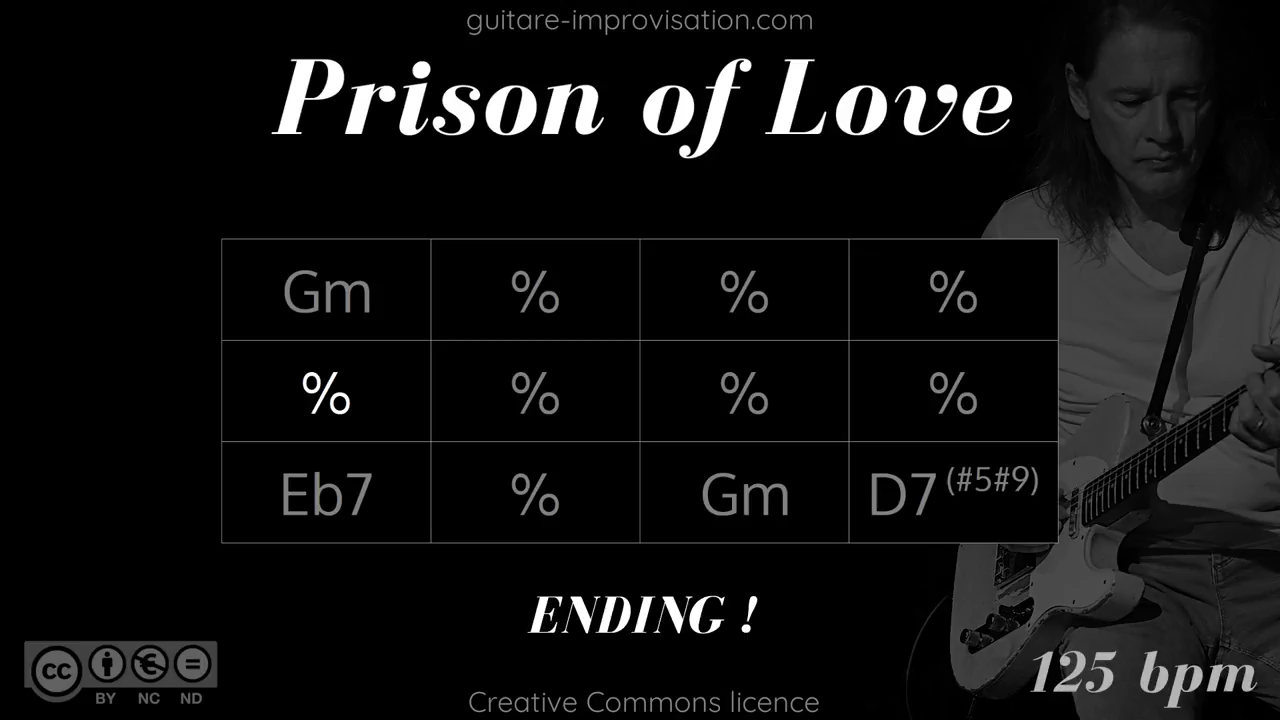 guitare-improvisation.com
Prison of Love
Gm % % %
% % % %
Eb7 % Gm D7(#5#9)
ENDING !
cc
BY NC ND
125 bpm
Creative Commons licence